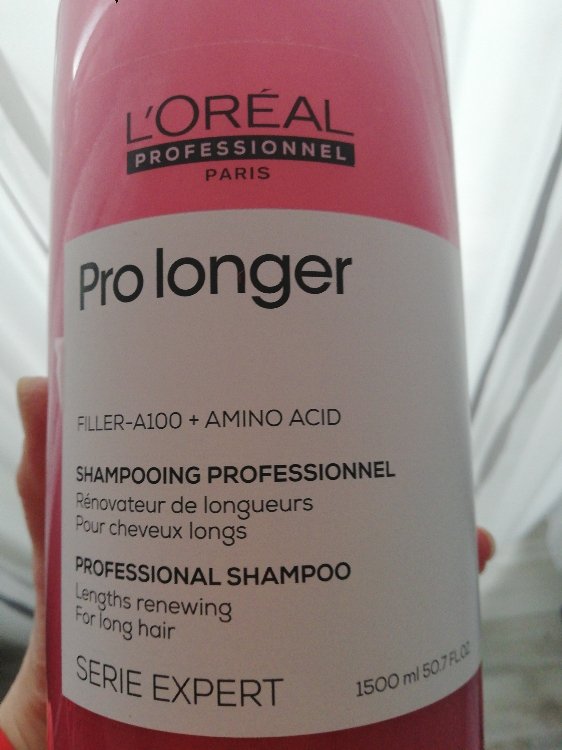 L'ORÉAL
PROFESSIONNEL
PARIS
Pro longer
FILLER-A100 + AMINO ACID
SHAMPOOING PROFESSIONNEL
Rénovateur de longueurs
Pour cheveux longs
PROFESSIONAL SHAMPOO
Lengths renewing
For long hair
SERIE EXPERT
1500 ml 50.7 FL.OZ